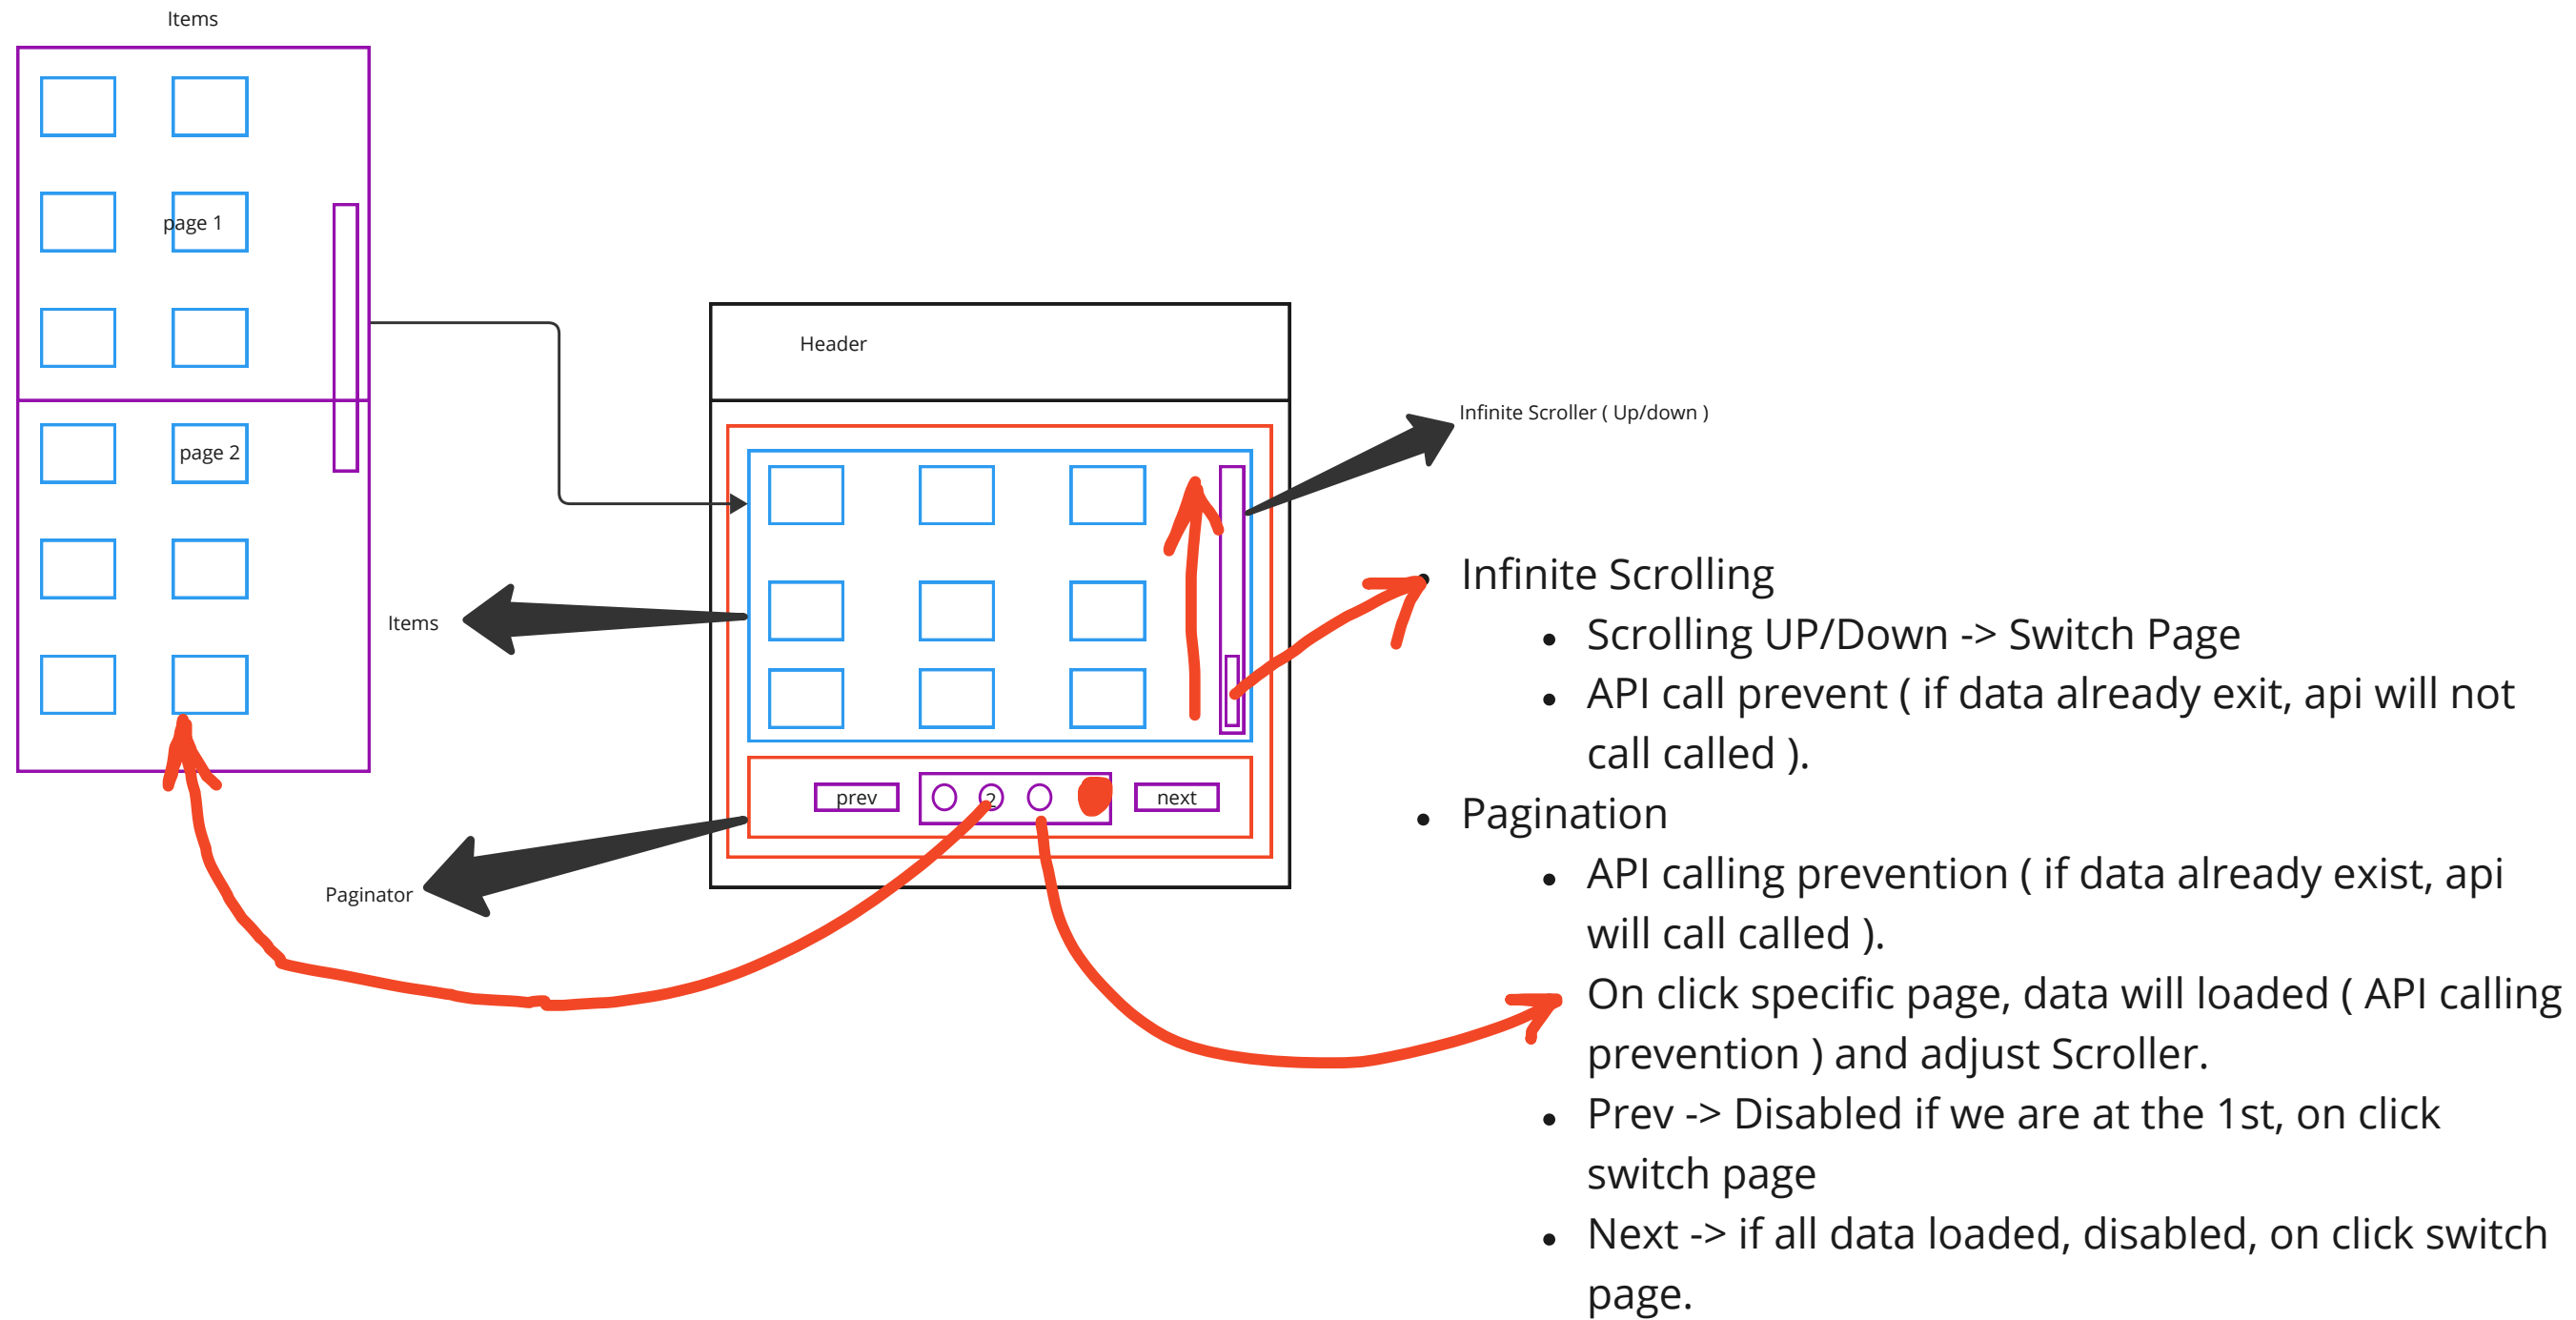 Items
page 1
page 2
Header
Infinite Scroller ( Up/down )
Items
prev
2
next
Paginator
Infinite Scrolling
Scrolling UP/Down -> Switch Page
API call prevent ( if data already exit, api will not
call called ).
Pagination
API calling prevention ( if data already exist, api
will call called ).
On click specific page, data will loaded ( API calling
prevention ) and adjust Scroller.
Prev -> Disabled if we are at the 1st, on click
switch page
Next -> if all data loaded, disabled, on click switch
page.